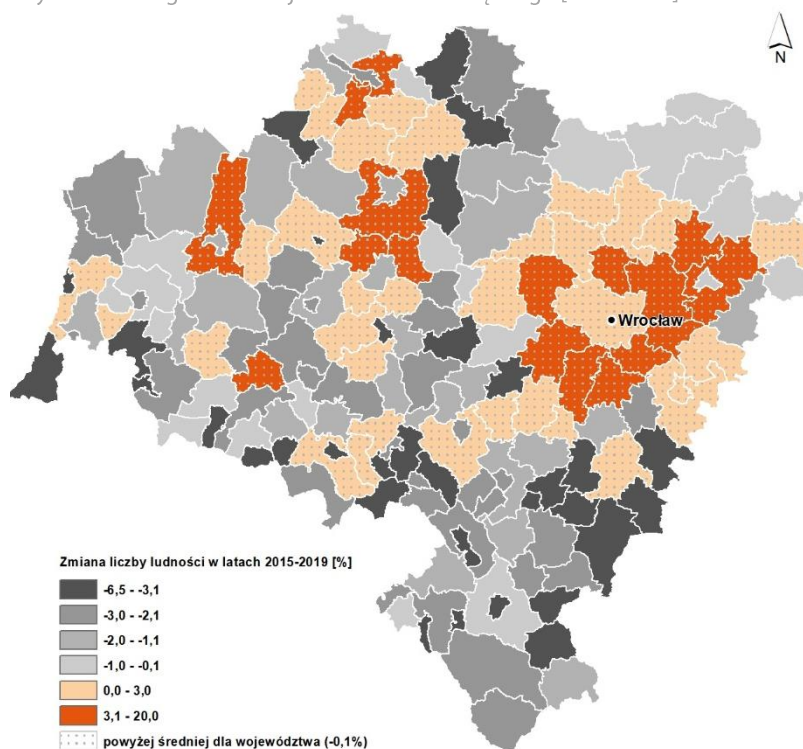 N
Wrocław
Zmiana liczby ludności w latach 2015-2019 [%]
-6,5 - -3,1
-3,0 - -2,1
-2,0 - -1,1
-1,0 - -0,1
0,0 - 3,0
3,1 - 20,0
powyżej średniej dla województwa (-0,1%)